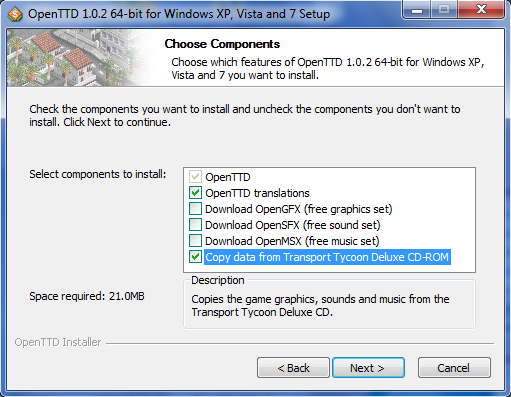 OpenTTD 1.0.2 64-bit for Windows XP, Vista and 7 Setup
Choose Components
Choose which features of OpenTTD 1.0.2 64-bit for Windows XP,
Vista and 7 you want to install.
Check the components you want to install and uncheck the components you don't want to
install. Click Next to continue.
Select components to install:
OpenTTD
OpenTTD translations
Download OpenGFX (free graphics set)
Download OpenSFX (free sound set)
Download OpenMSX (free music set)
Copy data from Transport Tycoon Deluxe CD-ROM
Space required: 21.0MB
Description
Copies the game graphics, sounds and music from the
Transport Tycoon Deluxe CD.
OpenTTD Installer
< Back
Next >
Cancel